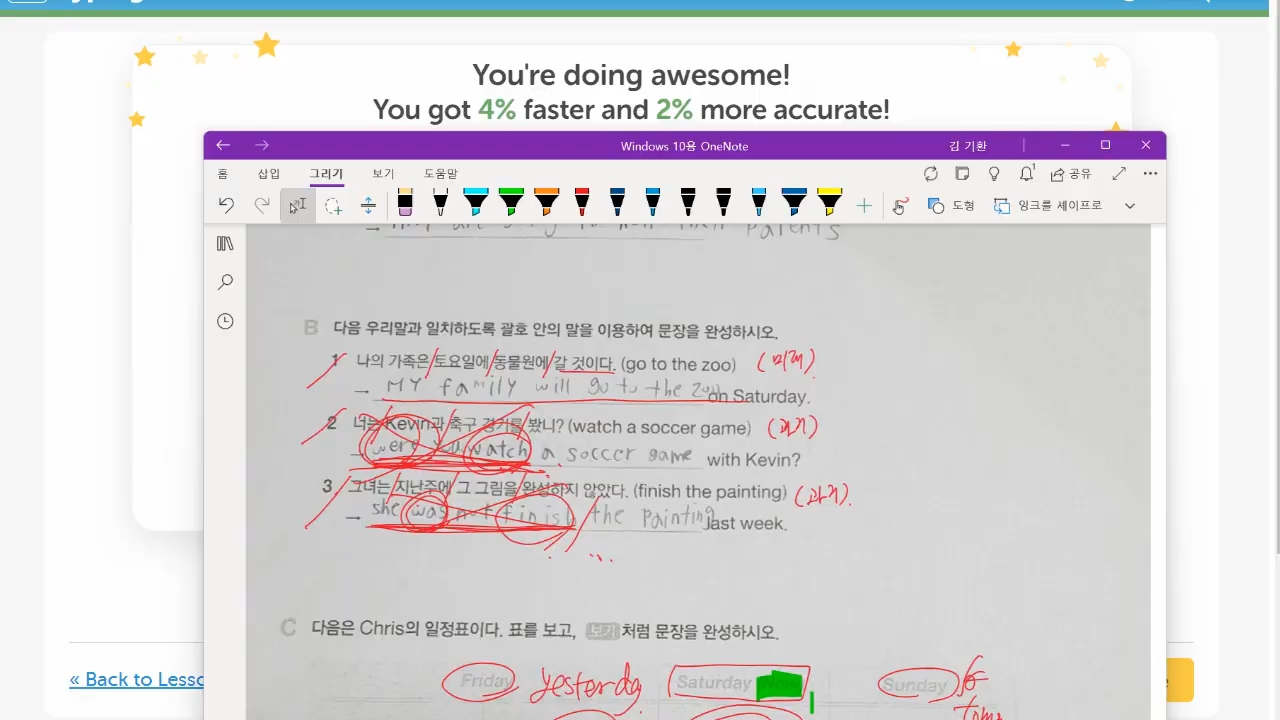 You're doing awesome!
You got 4% faster and 2% more accurate!
Windows 10용 OneNote
김 기환
홈 삽입 그리기 보기 도움말
공유
도형 잉크를 셰이프로
→ parents
B 다음 우리말과 일치하도록 괄호 안의 말을 이용하여 문장을 완성하시오.
1 나의 가족은 토요일에 동물원에 갈 것이다. (go to the zoo) (미래)
→ MY family will go to the zoo on Saturday.
2 너는 Kevin과 축구 경기를 봤니? (watch a soccer game) (과거)
→ were you watch a soccer game with Kevin?
3 그녀는 지난주에 그 그림을 완성하지 않았다. (finish the painting) (과거)
→ she was not finish the painting last week.
C 다음은 Chris의 일정표이다. 표를 보고, 보기 처럼 문장을 완성하시오.
Friday yesterday Saturday Sunday
« Back to Lesso